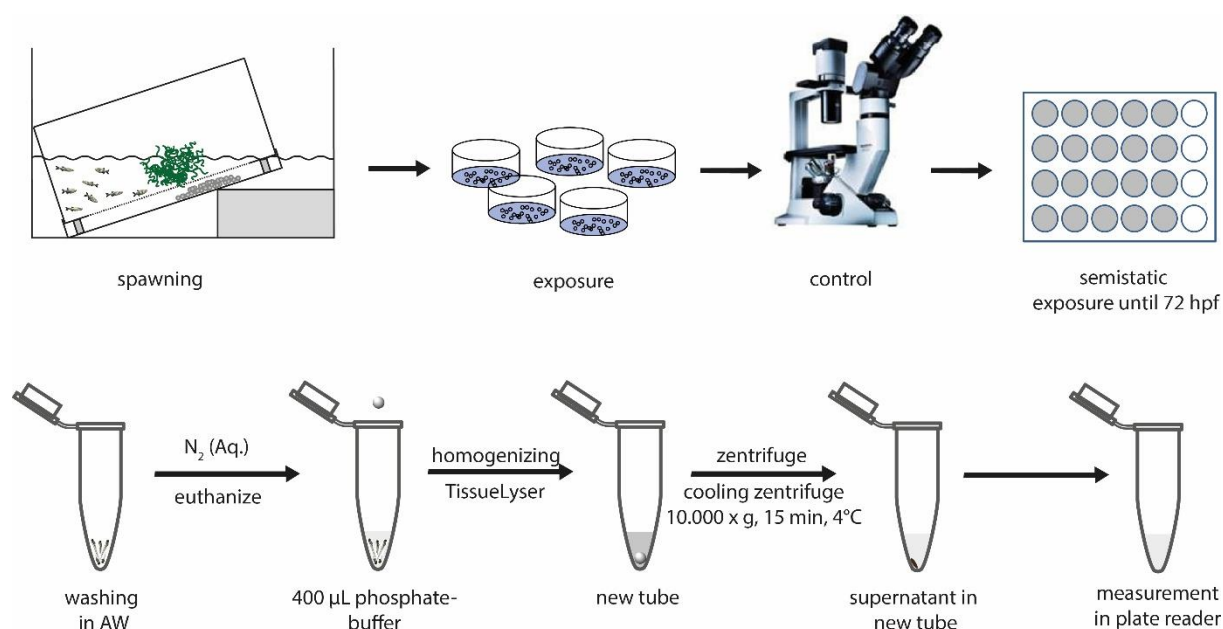 spawning
exposure
control
semistatic
exposure until 72 hpf
N₂ (Aq.)
euthanize
homogenizing
TissueLyser
zentrifuge
cooling zentrifuge
10.000 x g, 15 min, 4°C
washing
in AW
400 µL phosphate-
buffer
new tube
supernatant in
new tube
measurement
in plate reader